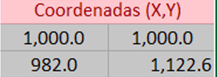 Coordenadas (X,Y)
1,000.0 1,000.0
982.0 1,122.6